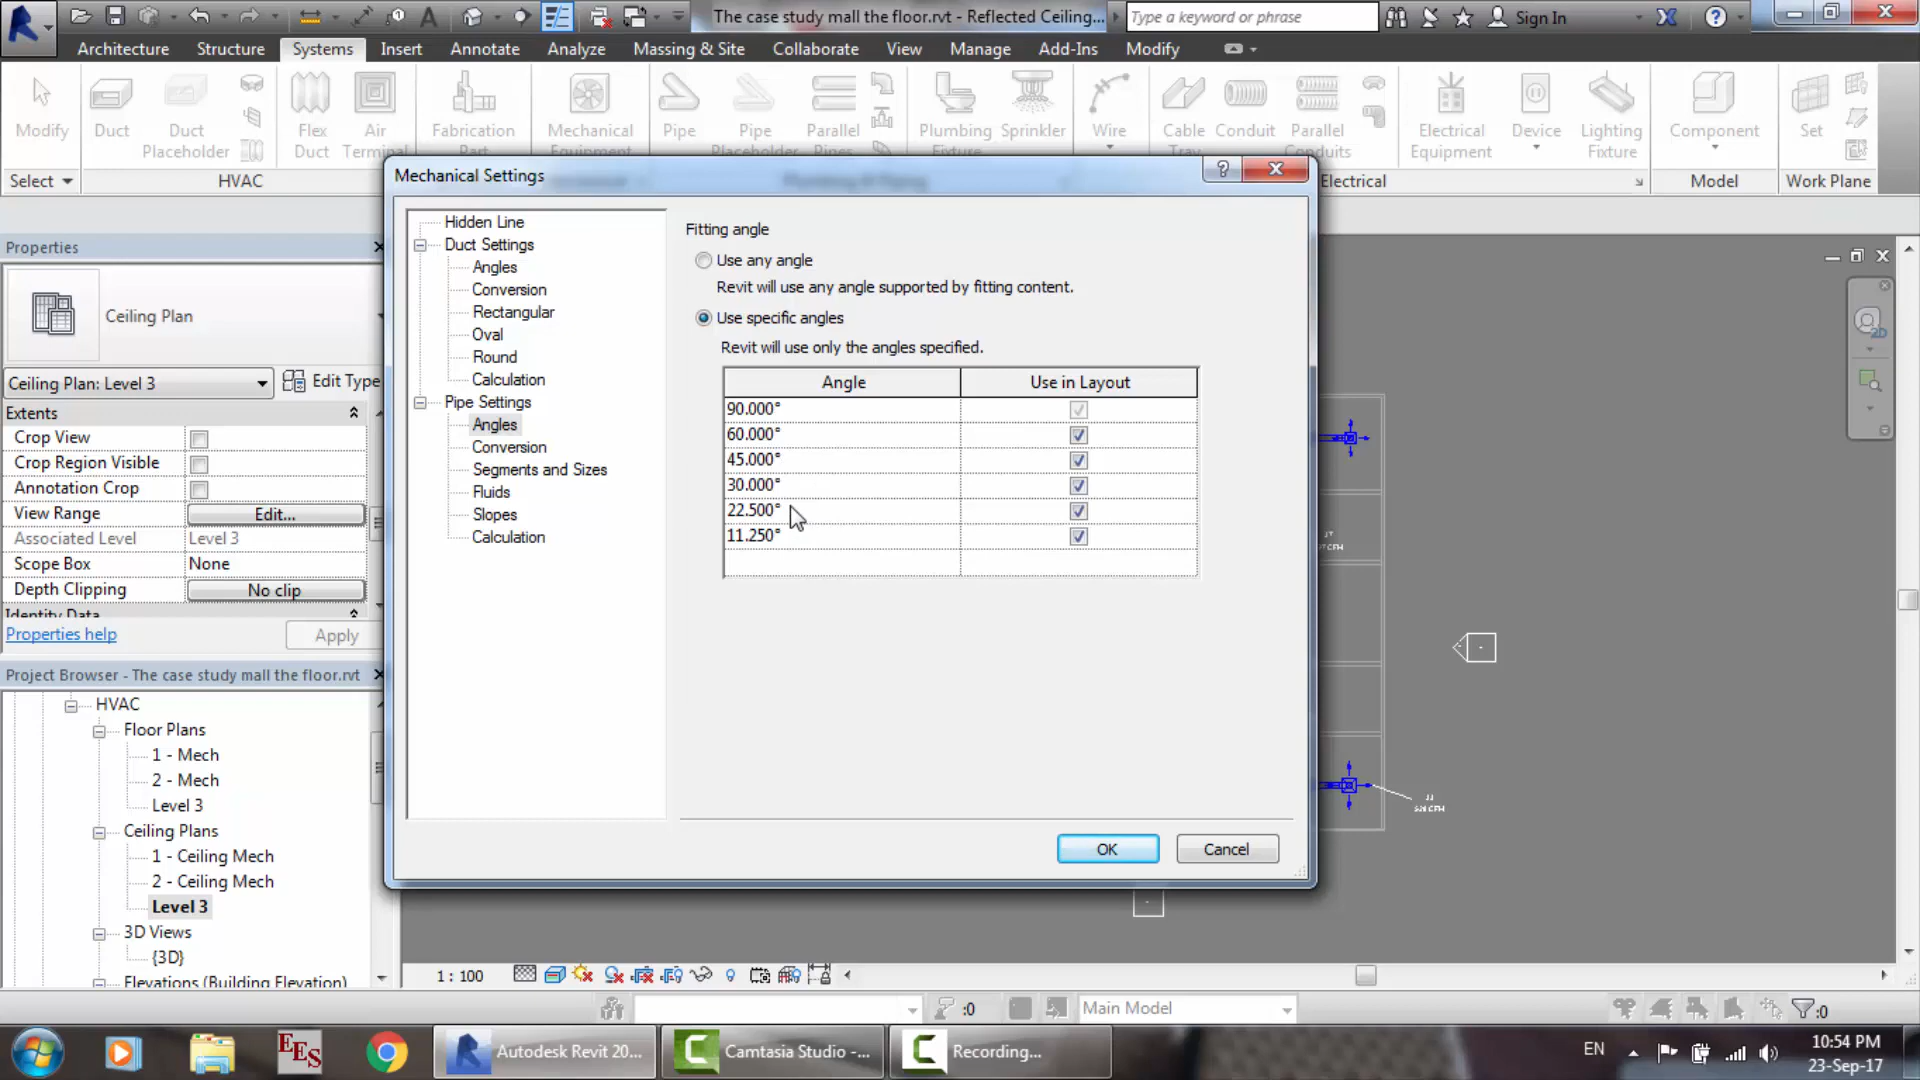 The case study mall the floor.rvt - Reflected Ceiling...
Type a keyword or phrase
Sign In
Architecture Structure Systems Insert Annotate Analyze Massing & Site Collaborate View Manage Add-Ins Modify
Modify
Duct
Duct Placeholder
Flex Duct
Air Terminal
Fabrication Part
Mechanical Equipment
Pipe
Pipe Placeholder
Parallel Pipes
Plumbing Fixture
Sprinkler
Wire
Cable Tray
Conduit
Parallel Conduits
Electrical Equipment
Device
Lighting Fixture
Component
Set
Select
HVAC
Electrical
Model
Work Plane
Mechanical Settings
Hidden Line
Duct Settings
Angles
Conversion
Rectangular
Oval
Round
Calculation
Pipe Settings
Angles
Conversion
Segments and Sizes
Fluids
Slopes
Calculation
Fitting angle
Use any angle
Revit will use any angle supported by fitting content.
Use specific angles
Revit will use only the angles specified.
Angle Use in Layout
90.000°
60.000°
45.000°
30.000°
22.500°
11.250°
OK Cancel
Properties
Ceiling Plan
Ceiling Plan: Level 3 Edit Type
Extents
Crop View
Crop Region Visible
Annotation Crop
View Range Edit...
Associated Level Level 3
Scope Box None
Depth Clipping No clip
Identity Data
Properties help Apply
Project Browser - The case study mall the floor.rvt
HVAC
Floor Plans
1 - Mech
2 - Mech
Level 3
Ceiling Plans
1 - Ceiling Mech
2 - Ceiling Mech
Level 3
3D Views
{3D}
Elevations (Building Elevation)
2D
1 : 100
:0
Main Model
:0
EES
Autodesk Revit 20...
Camtasia Studio -...
Recording...
EN
10:54 PM
23-Sep-17